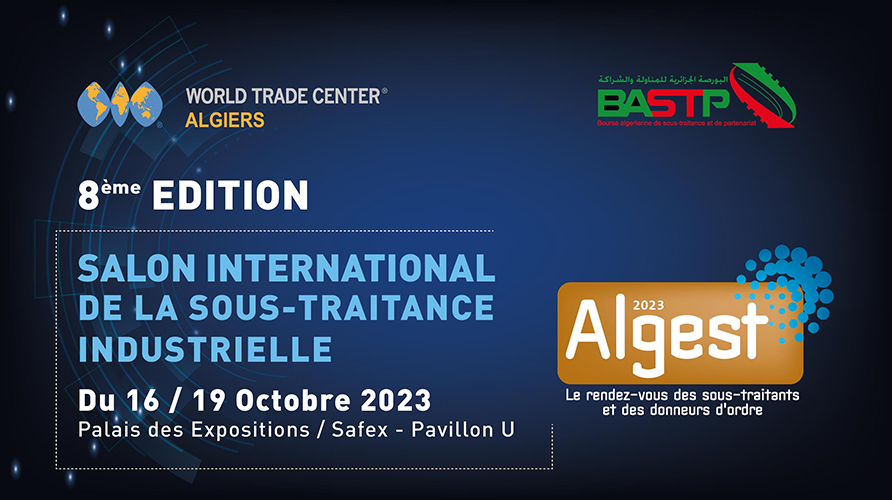 WORLD TRADE CENTER®
ALGIERS
®
البورصة الجزائرية للمناولة والشراكة
BASTP
Bourse algerienne de sous-traitance et de partenariat
8ème EDITION
SALON INTERNATIONAL
DE LA SOUS-TRAITANCE
INDUSTRIELLE
Du 16 / 19 Octobre 2023
Palais des Expositions / Safex - Pavillon U
2023
Algest
Le rendez-vous des sous-traitants
et des donneurs d'ordre